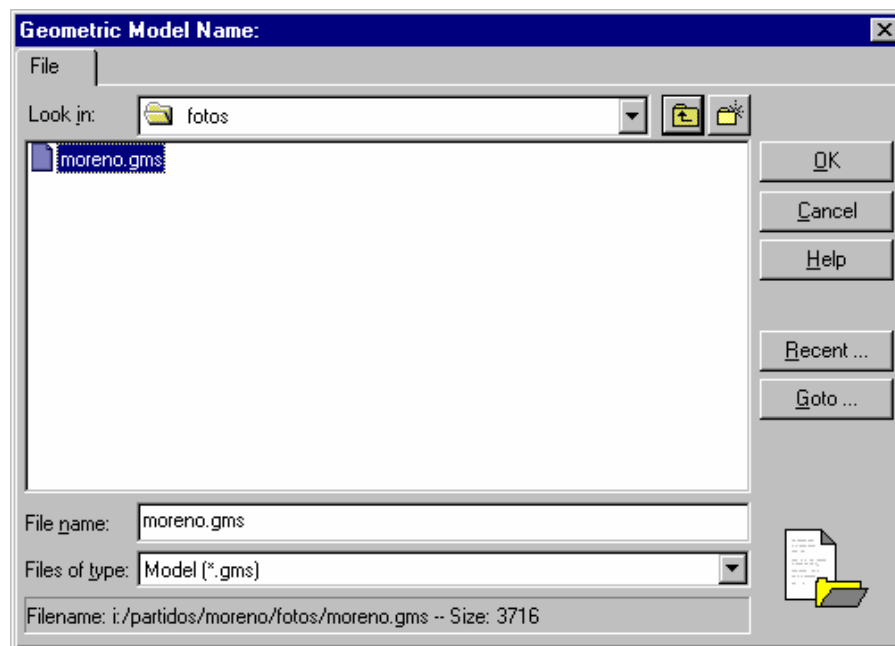 Geometric Model Name:
File
Look in: fotos
moreno.gms
OK
Cancel
Help
Recent ...
Goto ...
File name: moreno.gms
Files of type: Model (*.gms)
Filename: i:/partidos/moreno/fotos/moreno.gms -- Size: 3716